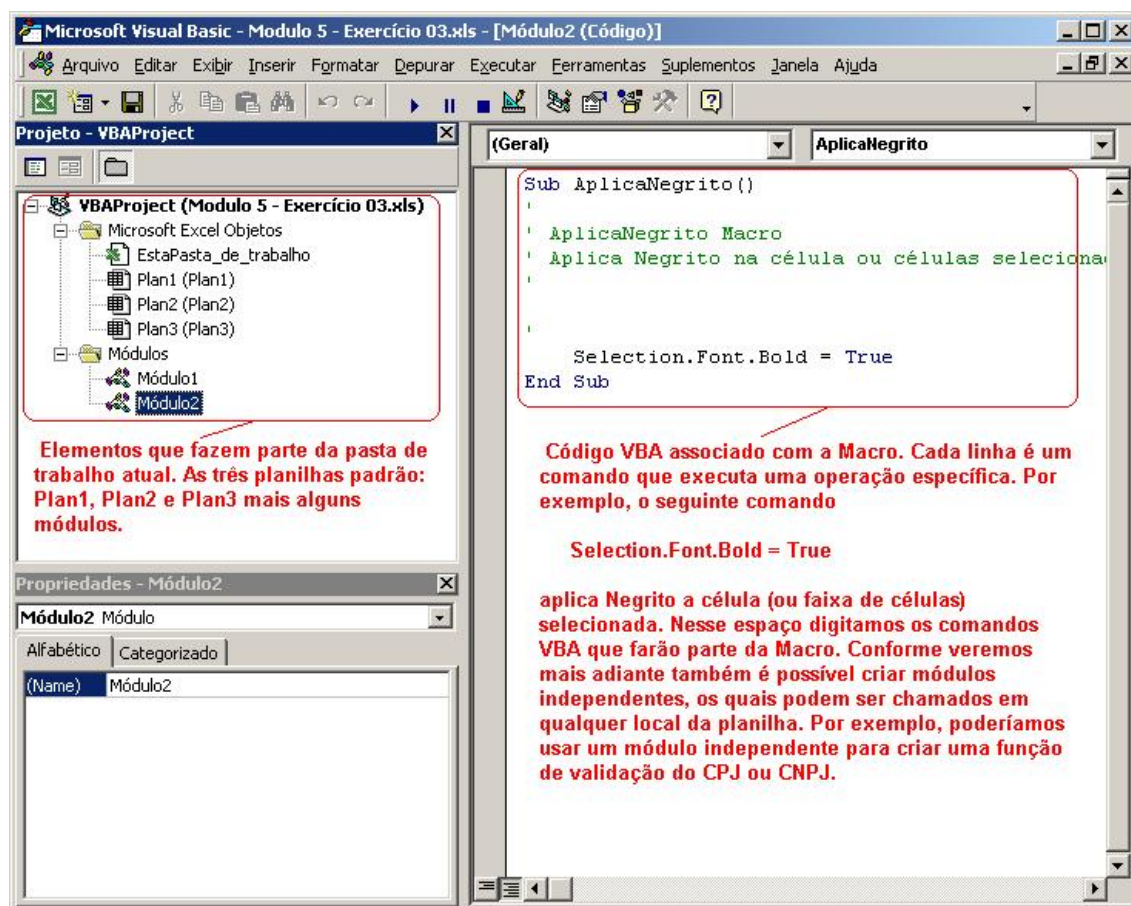 Microsoft Visual Basic - Modulo 5 - Exercício 03.xls - [Módulo2 (Código)]
Arquivo Editar Exibir Inserir Formatar Depurar Executar Ferramentas Suplementos Janela Ajuda
Projeto - VBAProject
VBAProject (Modulo 5 - Exercício 03.xls)
Microsoft Excel Objetos
EstaPasta_de_trabalho
Plan1 (Plan1)
Plan2 (Plan2)
Plan3 (Plan3)
Módulos
Módulo1
Módulo2
Elementos que fazem parte da pasta de
trabalho atual. As três planilhas padrão:
Plan1, Plan2 e Plan3 mais alguns
módulos.
Propriedades - Módulo2
Módulo2 Módulo
Alfabético Categorizado
(Name) Módulo2
(Geral) AplicaNegrito
Sub AplicaNegrito()
'
' AplicaNegrito Macro
' Aplica Negrito na célula ou células seleciona
'
'
Selection.Font.Bold = True
End Sub
Código VBA associado com a Macro. Cada linha é um
comando que executa uma operação específica. Por
exemplo, o seguinte comando
Selection.Font.Bold = True
aplica Negrito a célula (ou faixa de células)
selecionada. Nesse espaço digitamos os comandos
VBA que farão parte da Macro. Conforme veremos
mais adiante também é possível criar módulos
independentes, os quais podem ser chamados em
qualquer local da planilha. Por exemplo, poderíamos
usar um módulo independente para criar uma função
de validação do CPJ ou CNPJ.